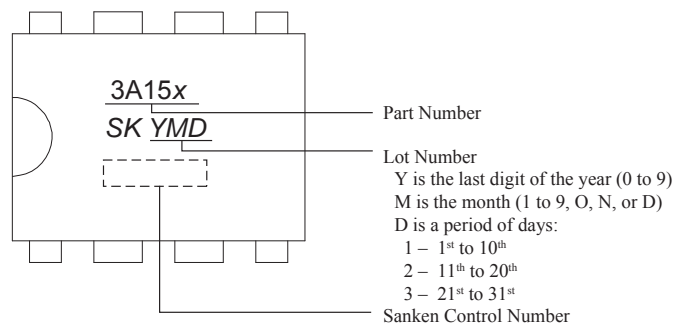 3A15x
SK YMD
Part Number
Lot Number
Y is the last digit of the year (0 to 9)
M is the month (1 to 9, O, N, or D)
D is a period of days:
1 – 1st to 10th
2 – 11th to 20th
3 – 21st to 31st
Sanken Control Number